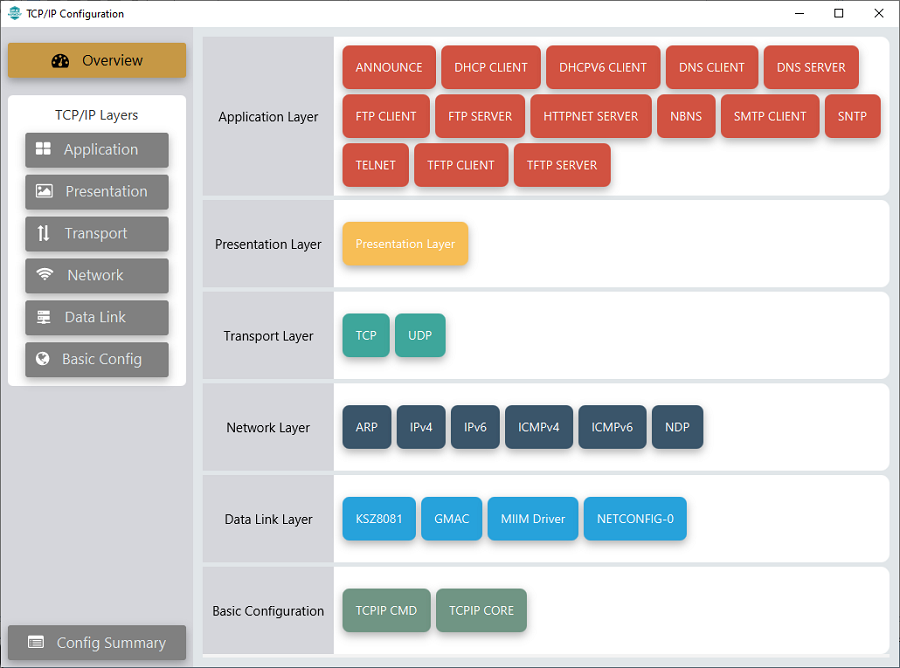 TCP/IP Configuration
Overview
TCP/IP Layers
Application
Presentation
Transport
Network
Data Link
Basic Config
Config Summary
Application Layer
ANNOUNCE DHCP CLIENT DHCPV6 CLIENT DNS CLIENT DNS SERVER
FTP CLIENT FTP SERVER HTTPNET SERVER NBNS SMTP CLIENT SNTP
TELNET TFTP CLIENT TFTP SERVER
Presentation Layer
Presentation Layer
Transport Layer
TCP UDP
Network Layer
ARP IPv4 IPv6 ICMPv4 ICMPv6 NDP
Data Link Layer
KSZ8081 GMAC MIIM Driver NETCONFIG-0
Basic Configuration
TCPIP CMD TCPIP CORE